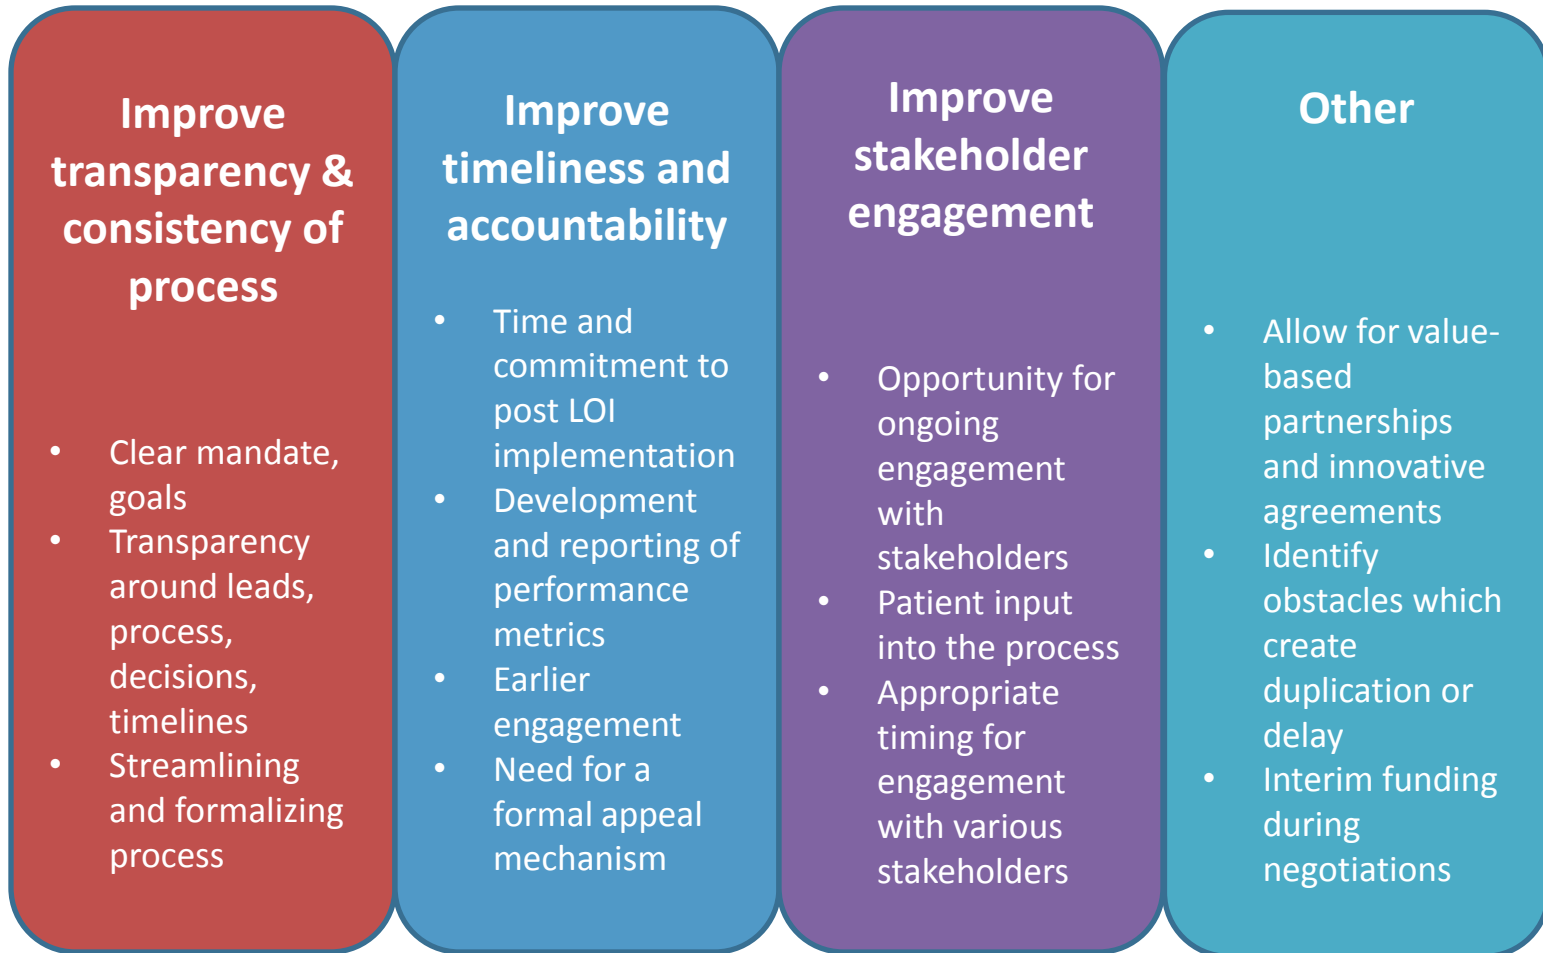 Improve
transparency &
consistency of
process
• Clear mandate,
goals
• Transparency
around leads,
process,
decisions,
timelines
• Streamlining
and formalizing
process
Improve
timeliness and
accountability
• Time and
commitment to
post LOI
implementation
• Development
and reporting of
performance
metrics
• Earlier
engagement
• Need for a
formal appeal
mechanism
Improve
stakeholder
engagement
• Opportunity for
ongoing
engagement
with
stakeholders
• Patient input
into the process
• Appropriate
timing for
engagement
with various
stakeholders
Other
• Allow for value-
based
partnerships
and innovative
agreements
• Identify
obstacles which
create
duplication or
delay
• Interim funding
during
negotiations